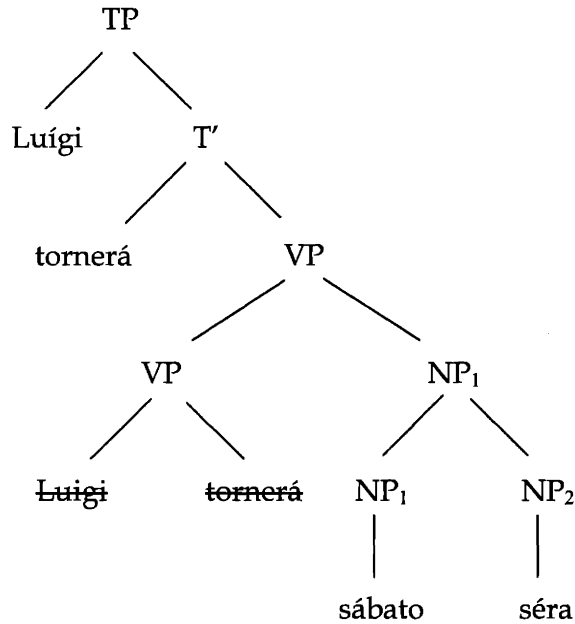 TP
Luígi T′
tornerá VP
VP NP₁
Luigi tornerá NP₁ NP₂
sábato séra